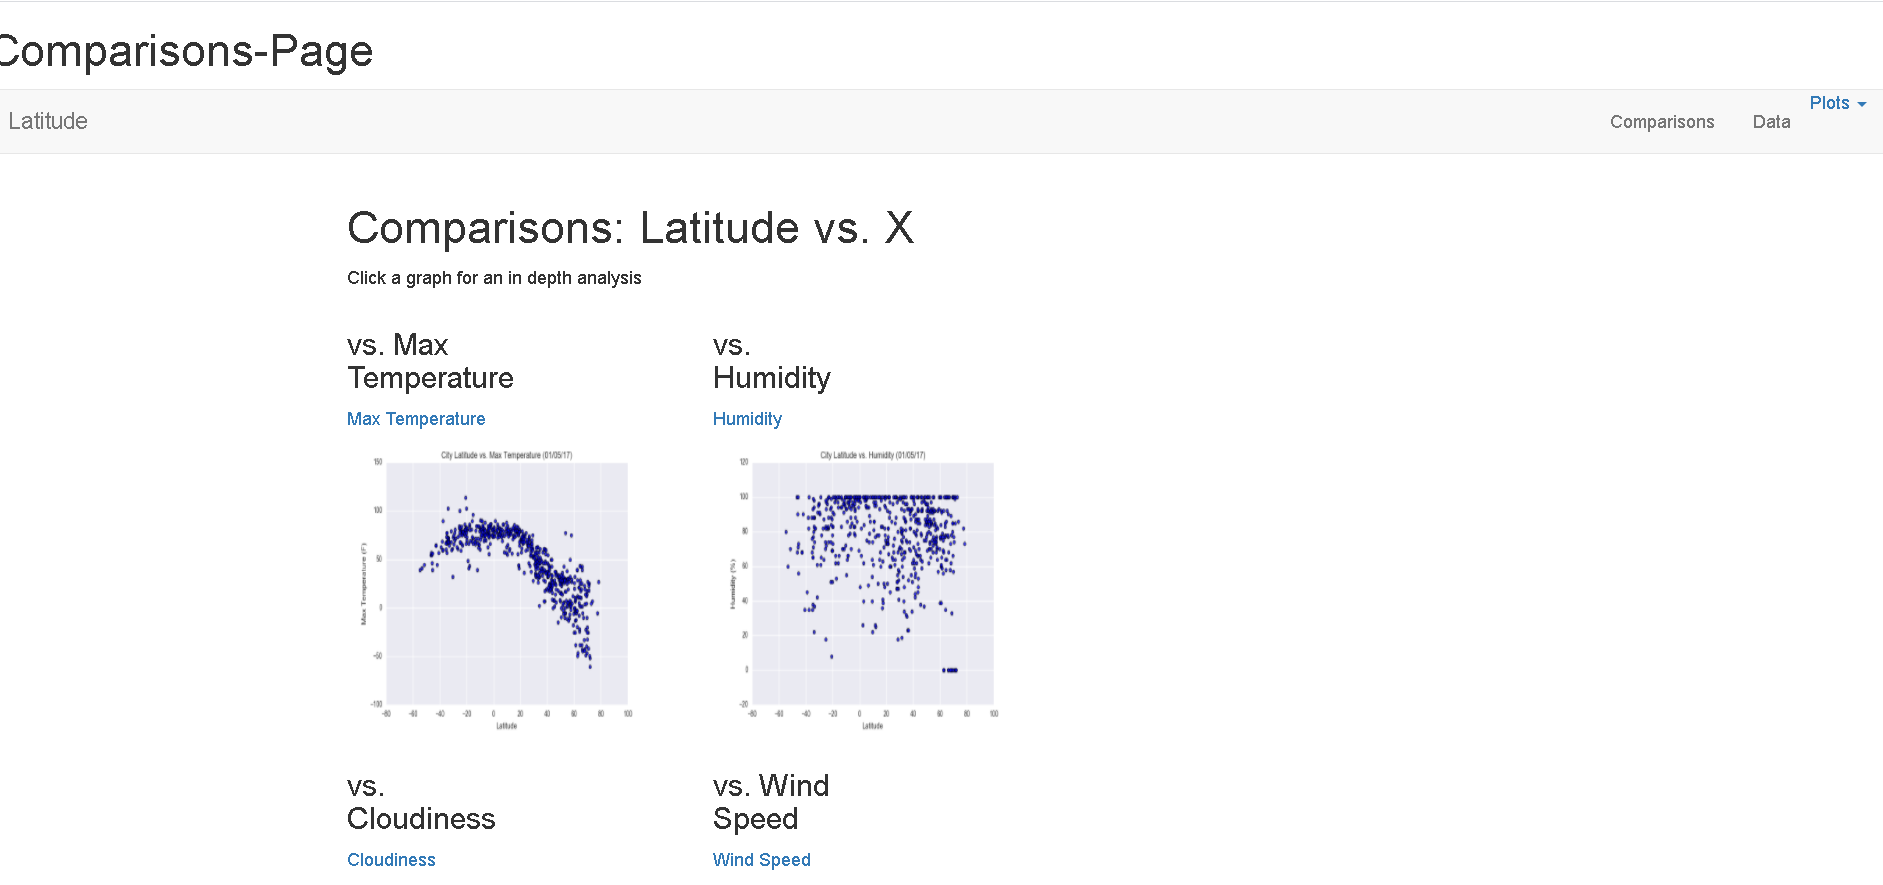 Comparisons-Page
Latitude
Comparisons
Data
Plots
Comparisons: Latitude vs. X
Click a graph for an in depth analysis
vs. Max
Temperature
Max Temperature
City Latitude vs. Max Temperature (01/05/17)
150
100
50
0
-50
-100
Max Temperature (F)
-80 -60 -40 -20 0 20 40 60 80 100
Latitude
vs.
Humidity
Humidity
City Latitude vs. Humidity (01/05/17)
120
100
80
60
40
20
0
-20
Humidity (%)
-80 -60 -40 -20 0 20 40 60 80 100
Latitude
vs.
Cloudiness
Cloudiness
vs. Wind
Speed
Wind Speed